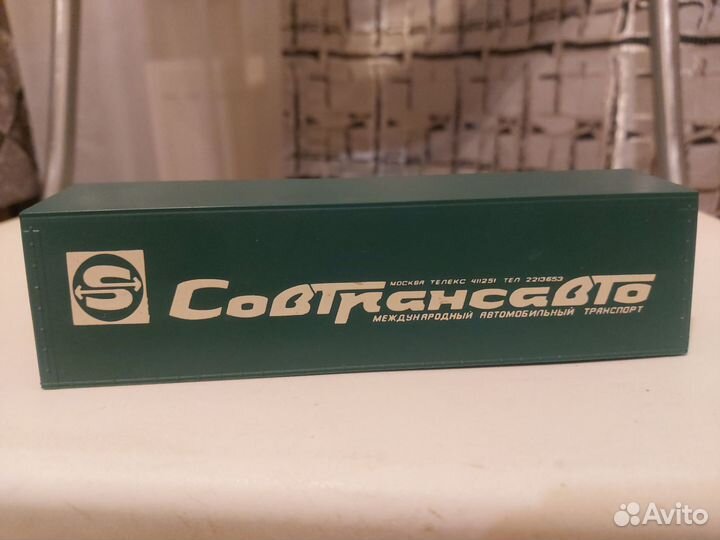 S
МОСКВА ТЕЛЕКС 411251 ТЕЛ 2213653
СовТрансавТо
МЕЖДУНАРОДНЫЙ АВТОМОБИЛЬНЫЙ ТРАНСПОРТ
Avito